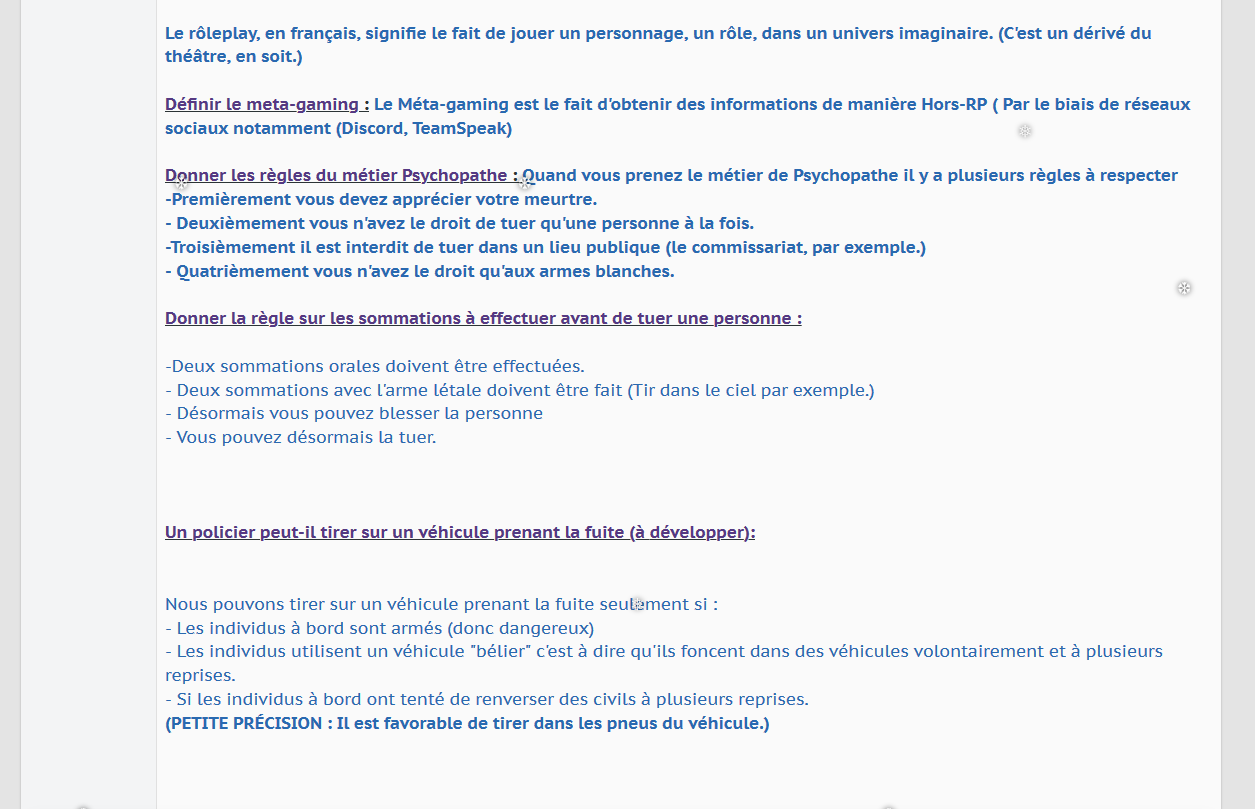 Le rôleplay, en français, signifie le fait de jouer un personnage, un rôle, dans un univers imaginaire. (C'est un dérivé du
théâtre, en soit.)
Définir le meta-gaming : Le Méta-gaming est le fait d'obtenir des informations de manière Hors-RP ( Par le biais de réseaux
sociaux notamment (Discord, TeamSpeak)
Donner les règles du métier Psychopathe : Quand vous prenez le métier de Psychopathe il y a plusieurs règles à respecter
-Premièrement vous devez apprécier votre meurtre.
- Deuxièmement vous n'avez le droit de tuer qu'une personne à la fois.
-Troisièmement il est interdit de tuer dans un lieu publique (le commissariat, par exemple.)
- Quatrièmement vous n'avez le droit qu'aux armes blanches.
Donner la règle sur les sommations à effectuer avant de tuer une personne :
-Deux sommations orales doivent être effectuées.
- Deux sommations avec l'arme létale doivent être fait (Tir dans le ciel par exemple.)
- Désormais vous pouvez blesser la personne
- Vous pouvez désormais la tuer.
Un policier peut-il tirer sur un véhicule prenant la fuite (à développer):
Nous pouvons tirer sur un véhicule prenant la fuite seulement si :
- Les individus à bord sont armés (donc dangereux)
- Les individus utilisent un véhicule "bélier" c'est à dire qu'ils foncent dans des véhicules volontairement et à plusieurs
reprises.
- Si les individus à bord ont tenté de renverser des civils à plusieurs reprises.
(PETITE PRÉCISION : Il est favorable de tirer dans les pneus du véhicule.)